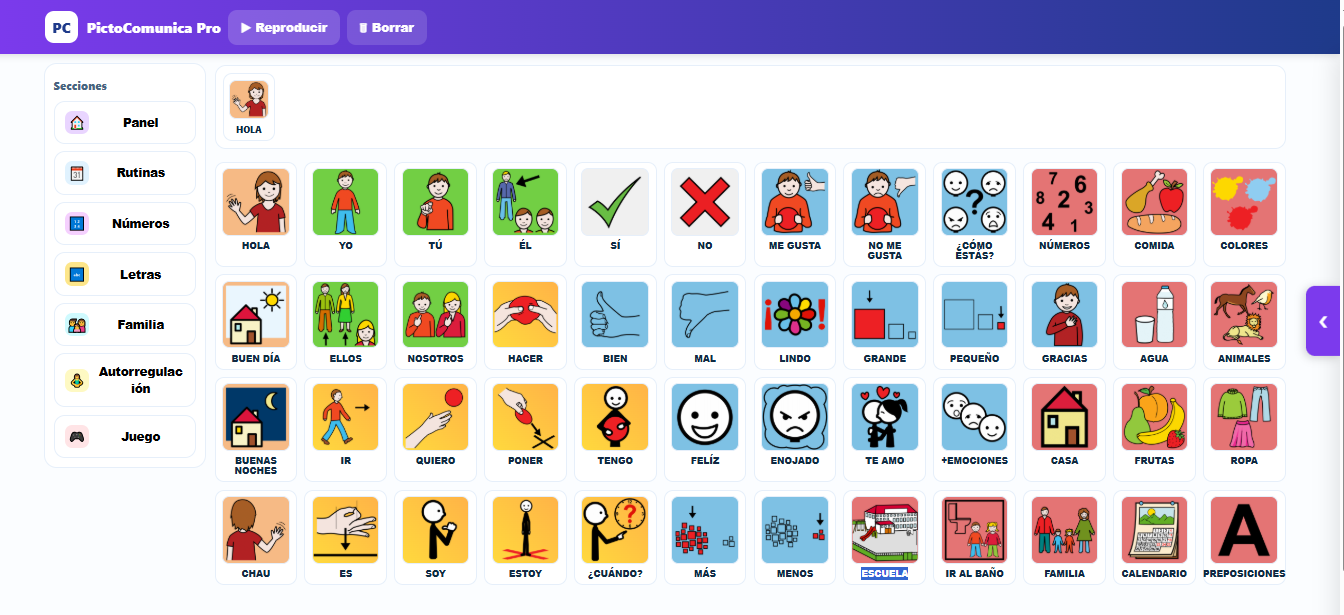 PC PictoComunica Pro ▶ Reproducir Borrar
Secciones
Panel
Rutinas
Números
Letras
Familia
Autorregulac
ión
Juego
HOLA
HOLA YO TÚ ÉL SÍ NO ME GUSTA NO ME GUSTA ¿CÓMO ESTÁS? NÚMEROS COMIDA COLORES
7 6 8 2 3 4 1
?
BUEN DÍA ELLOS NOSOTROS HACER BIEN MAL LINDO GRANDE PEQUEÑO GRACIAS AGUA ANIMALES
¡ !
BUENAS NOCHES IR QUIERO PONER TENGO FELÍZ ENOJADO TE AMO +EMOCIONES CASA FRUTAS ROPA
? A
CHAU ES SOY ESTOY ¿CUÁNDO? MÁS MENOS ESCUELA IR AL BAÑO FAMILIA CALENDARIO PREPOSICIONES